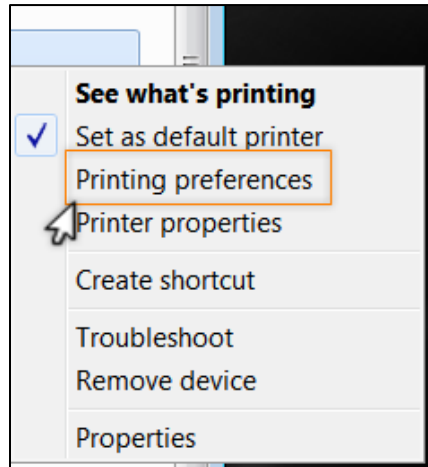 See what's printing
Set as default printer
Printing preferences
Printer properties
Create shortcut
Troubleshoot
Remove device
Properties